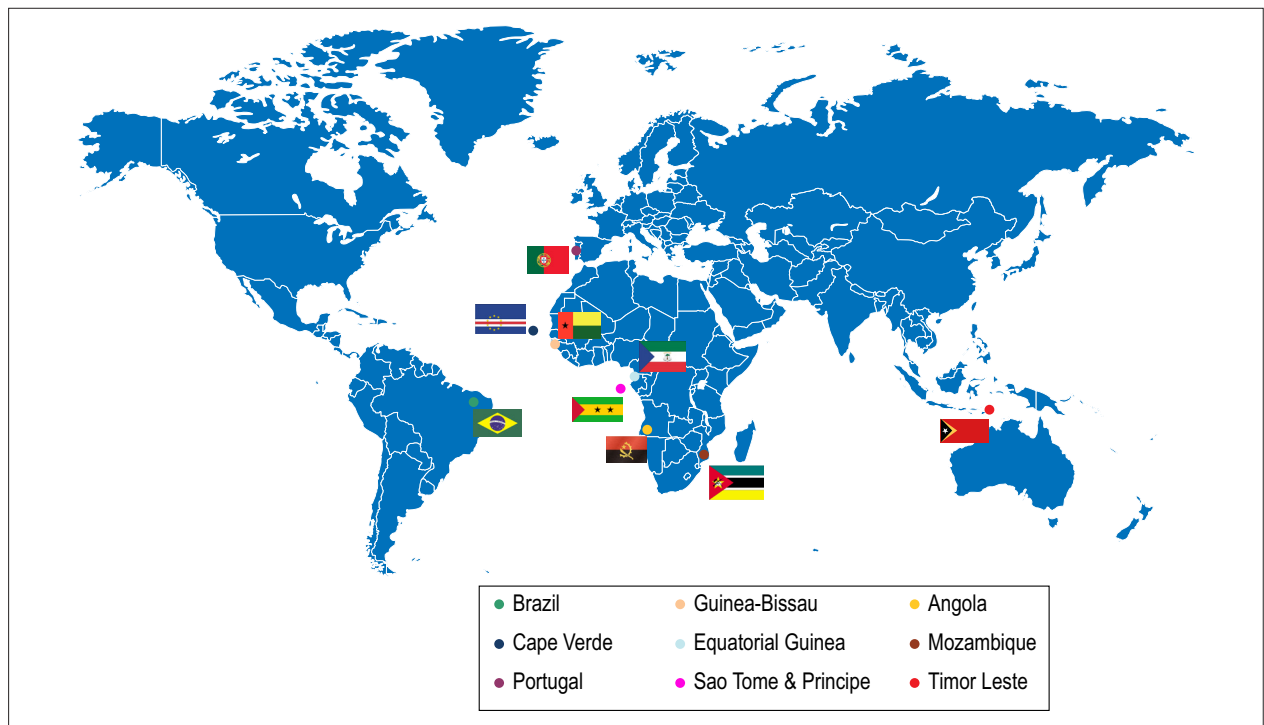 Brazil
Guinea-Bissau
Angola
Cape Verde
Equatorial Guinea
Mozambique
Portugal
Sao Tome & Principe
Timor Leste